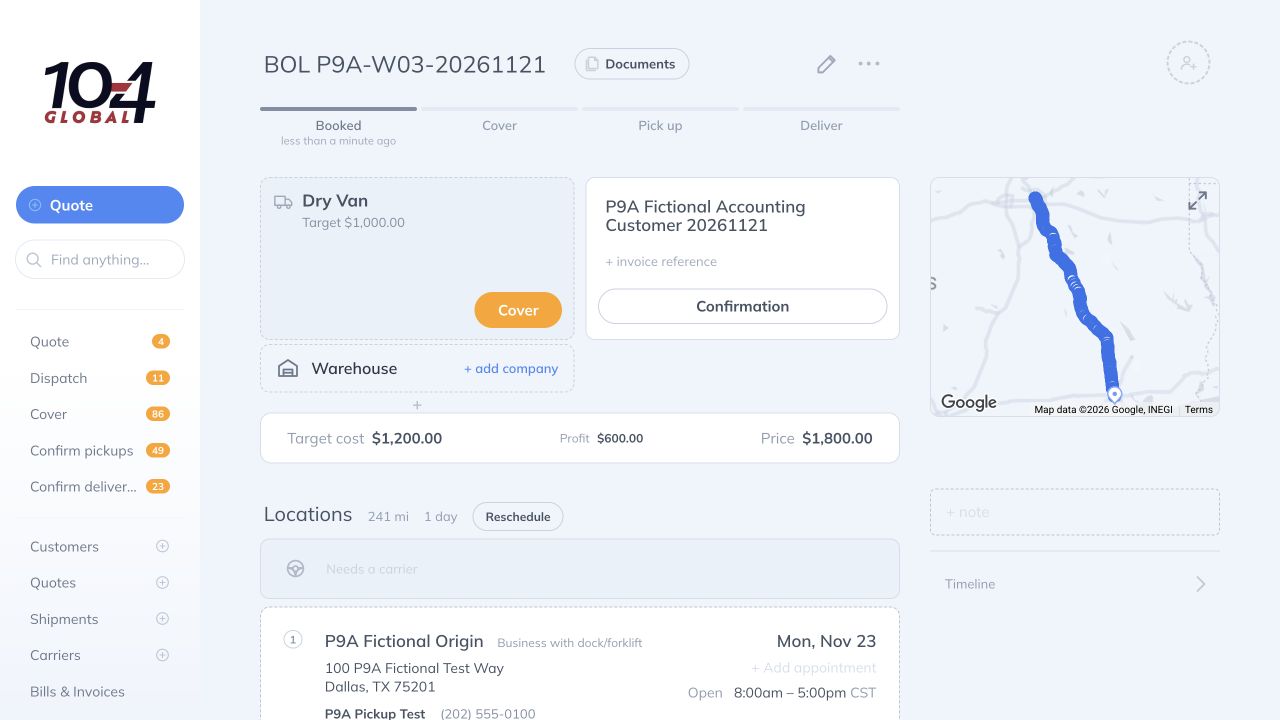 104
GLOBAL
Quote
Find anything...
Quote 4
Dispatch 11
Cover 86
Confirm pickups 49
Confirm deliver... 23
Customers
Quotes
Shipments
Carriers
Bills & Invoices
BOL P9A-W03-20261121
Documents
Booked
less than a minute ago
Cover
Pick up
Deliver
Dry Van
Target $1,000.00
Cover
P9A Fictional Accounting
Customer 20261121
+ invoice reference
Confirmation
Warehouse
+ add company
+
Target cost $1,200.00
Profit $600.00
Price $1,800.00
Locations 241 mi 1 day Reschedule
Needs a carrier
1
P9A Fictional Origin Business with dock/forklift
100 P9A Fictional Test Way
Dallas, TX 75201
P9A Pickup Test (202) 555-0100
Mon, Nov 23
+ Add appointment
Open 8:00am – 5:00pm CST
S
Google
Map data ©2026 Google, INEGI Terms
+ note
Timeline